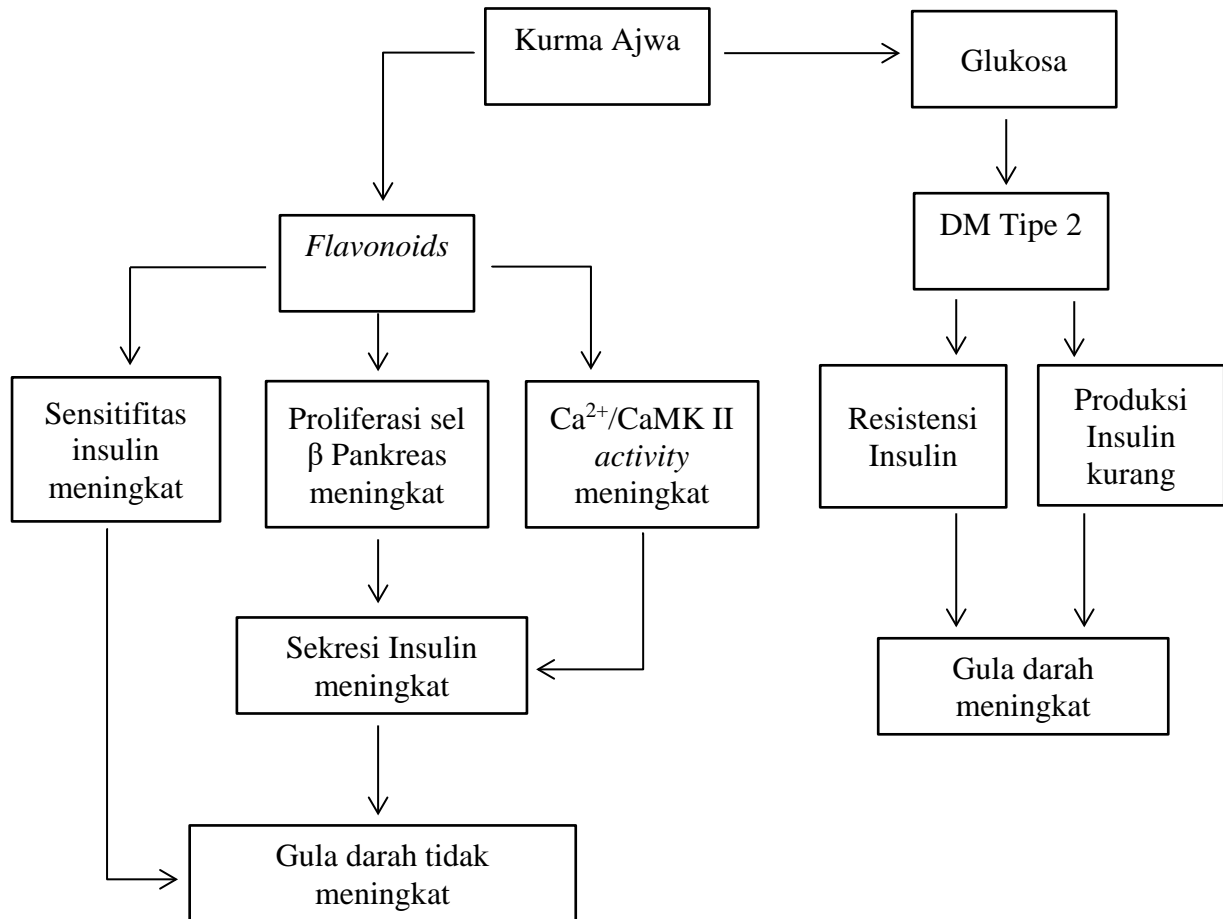 Kurma Ajwa
Glukosa
Flavonoids
DM Tipe 2
Sensitifitas
insulin
meningkat
Proliferasi sel
β Pankreas
meningkat
Ca²⁺/CaMK II
activity
meningkat
Resistensi
Insulin
Produksi
Insulin
kurang
Sekresi Insulin
meningkat
Gula darah
meningkat
Gula darah tidak
meningkat